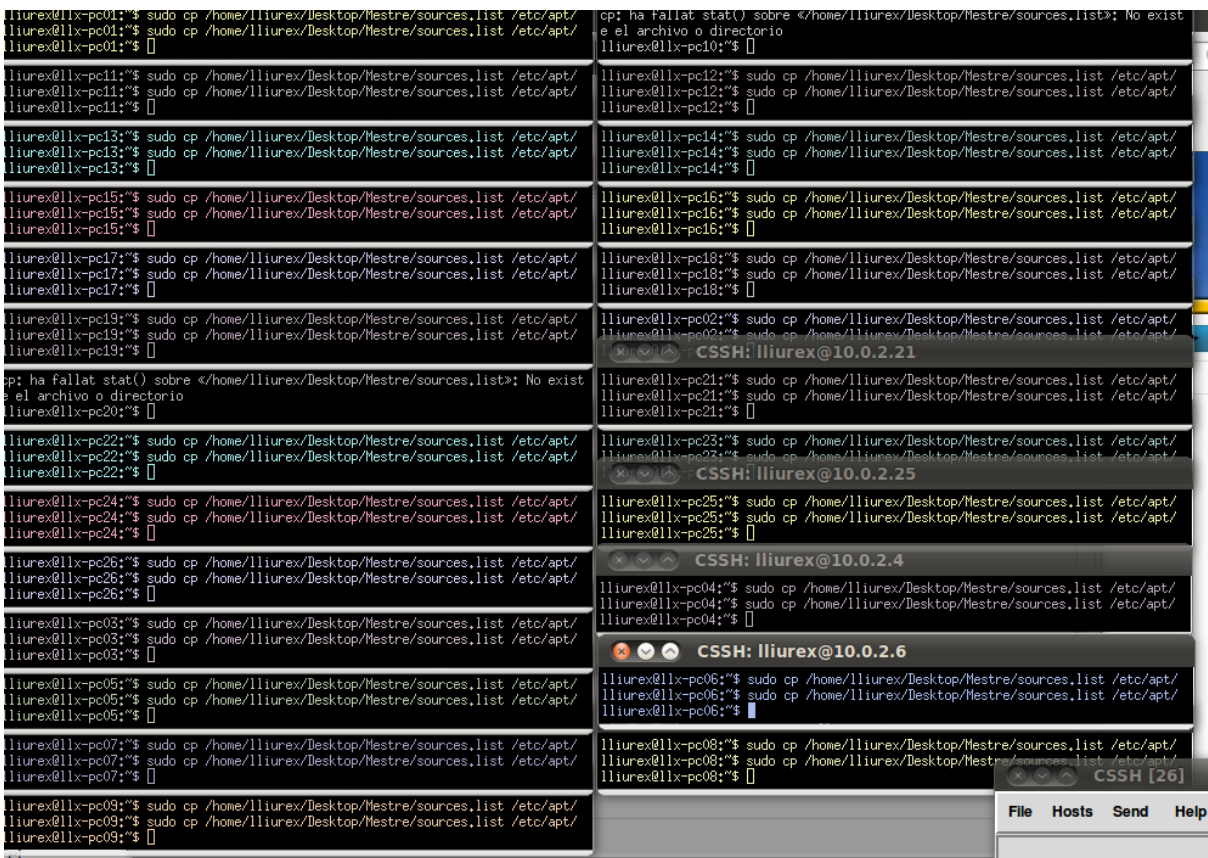 lliurex@llx-pc01:~$ sudo cp /home/lliurex/Desktop/Mestre/sources.list /etc/apt/
lliurex@llx-pc01:~$ sudo cp /home/lliurex/Desktop/Mestre/sources.list /etc/apt/
lliurex@llx-pc01:~$
cp: ha fallat stat() sobre «/home/lliurex/Desktop/Mestre/sources.list»: No exist
e el archivo o directorio
lliurex@llx-pc10:~$
lliurex@llx-pc11:~$ sudo cp /home/lliurex/Desktop/Mestre/sources.list /etc/apt/
lliurex@llx-pc11:~$ sudo cp /home/lliurex/Desktop/Mestre/sources.list /etc/apt/
lliurex@llx-pc11:~$
lliurex@llx-pc12:~$ sudo cp /home/lliurex/Desktop/Mestre/sources.list /etc/apt/
lliurex@llx-pc12:~$ sudo cp /home/lliurex/Desktop/Mestre/sources.list /etc/apt/
lliurex@llx-pc12:~$
lliurex@llx-pc13:~$ sudo cp /home/lliurex/Desktop/Mestre/sources.list /etc/apt/
lliurex@llx-pc13:~$ sudo cp /home/lliurex/Desktop/Mestre/sources.list /etc/apt/
lliurex@llx-pc13:~$
lliurex@llx-pc14:~$ sudo cp /home/lliurex/Desktop/Mestre/sources.list /etc/apt/
lliurex@llx-pc14:~$ sudo cp /home/lliurex/Desktop/Mestre/sources.list /etc/apt/
lliurex@llx-pc14:~$
lliurex@llx-pc15:~$ sudo cp /home/lliurex/Desktop/Mestre/sources.list /etc/apt/
lliurex@llx-pc15:~$ sudo cp /home/lliurex/Desktop/Mestre/sources.list /etc/apt/
lliurex@llx-pc15:~$
lliurex@llx-pc16:~$ sudo cp /home/lliurex/Desktop/Mestre/sources.list /etc/apt/
lliurex@llx-pc16:~$ sudo cp /home/lliurex/Desktop/Mestre/sources.list /etc/apt/
lliurex@llx-pc16:~$
lliurex@llx-pc17:~$ sudo cp /home/lliurex/Desktop/Mestre/sources.list /etc/apt/
lliurex@llx-pc17:~$ sudo cp /home/lliurex/Desktop/Mestre/sources.list /etc/apt/
lliurex@llx-pc17:~$
lliurex@llx-pc18:~$ sudo cp /home/lliurex/Desktop/Mestre/sources.list /etc/apt/
lliurex@llx-pc18:~$ sudo cp /home/lliurex/Desktop/Mestre/sources.list /etc/apt/
lliurex@llx-pc18:~$
lliurex@llx-pc19:~$ sudo cp /home/lliurex/Desktop/Mestre/sources.list /etc/apt/
lliurex@llx-pc19:~$ sudo cp /home/lliurex/Desktop/Mestre/sources.list /etc/apt/
lliurex@llx-pc19:~$
lliurex@llx-pc02:~$ sudo cp /home/lliurex/Desktop/Mestre/sources.list /etc/apt/
lliurex@llx-pc02:~$ sudo cp /home/lliurex/Desktop/Mestre/sources.list /etc/apt/
CSSH: lliurex@10.0.2.21
cp: ha fallat stat() sobre «/home/lliurex/Desktop/Mestre/sources.list»: No exist
e el archivo o directorio
lliurex@llx-pc20:~$
lliurex@llx-pc21:~$ sudo cp /home/lliurex/Desktop/Mestre/sources.list /etc/apt/
lliurex@llx-pc21:~$ sudo cp /home/lliurex/Desktop/Mestre/sources.list /etc/apt/
lliurex@llx-pc21:~$
lliurex@llx-pc22:~$ sudo cp /home/lliurex/Desktop/Mestre/sources.list /etc/apt/
lliurex@llx-pc22:~$ sudo cp /home/lliurex/Desktop/Mestre/sources.list /etc/apt/
lliurex@llx-pc22:~$
lliurex@llx-pc23:~$ sudo cp /home/lliurex/Desktop/Mestre/sources.list /etc/apt/
lliurex@llx-pc23:~$ sudo cp /home/lliurex/Desktop/Mestre/sources.list /etc/apt/
CSSH: lliurex@10.0.2.25
lliurex@llx-pc24:~$ sudo cp /home/lliurex/Desktop/Mestre/sources.list /etc/apt/
lliurex@llx-pc24:~$ sudo cp /home/lliurex/Desktop/Mestre/sources.list /etc/apt/
lliurex@llx-pc24:~$
lliurex@llx-pc25:~$ sudo cp /home/lliurex/Desktop/Mestre/sources.list /etc/apt/
lliurex@llx-pc25:~$ sudo cp /home/lliurex/Desktop/Mestre/sources.list /etc/apt/
lliurex@llx-pc25:~$
lliurex@llx-pc26:~$ sudo cp /home/lliurex/Desktop/Mestre/sources.list /etc/apt/
lliurex@llx-pc26:~$ sudo cp /home/lliurex/Desktop/Mestre/sources.list /etc/apt/
lliurex@llx-pc26:~$
CSSH: lliurex@10.0.2.4
lliurex@llx-pc04:~$ sudo cp /home/lliurex/Desktop/Mestre/sources.list /etc/apt/
lliurex@llx-pc04:~$ sudo cp /home/lliurex/Desktop/Mestre/sources.list /etc/apt/
lliurex@llx-pc04:~$
lliurex@llx-pc03:~$ sudo cp /home/lliurex/Desktop/Mestre/sources.list /etc/apt/
lliurex@llx-pc03:~$ sudo cp /home/lliurex/Desktop/Mestre/sources.list /etc/apt/
lliurex@llx-pc03:~$
CSSH: lliurex@10.0.2.6
lliurex@llx-pc06:~$ sudo cp /home/lliurex/Desktop/Mestre/sources.list /etc/apt/
lliurex@llx-pc06:~$ sudo cp /home/lliurex/Desktop/Mestre/sources.list /etc/apt/
lliurex@llx-pc06:~$
lliurex@llx-pc05:~$ sudo cp /home/lliurex/Desktop/Mestre/sources.list /etc/apt/
lliurex@llx-pc05:~$ sudo cp /home/lliurex/Desktop/Mestre/sources.list /etc/apt/
lliurex@llx-pc05:~$
lliurex@llx-pc07:~$ sudo cp /home/lliurex/Desktop/Mestre/sources.list /etc/apt/
lliurex@llx-pc07:~$ sudo cp /home/lliurex/Desktop/Mestre/sources.list /etc/apt/
lliurex@llx-pc07:~$
lliurex@llx-pc08:~$ sudo cp /home/lliurex/Desktop/Mestre/sources.list /etc/apt/
lliurex@llx-pc08:~$ sudo cp /home/lliurex/Desktop/Mestre/sources.list /etc/apt/
lliurex@llx-pc08:~$
lliurex@llx-pc09:~$ sudo cp /home/lliurex/Desktop/Mestre/sources.list /etc/apt/
lliurex@llx-pc09:~$ sudo cp /home/lliurex/Desktop/Mestre/sources.list /etc/apt/
lliurex@llx-pc09:~$
CSSH [26]
File Hosts Send Help